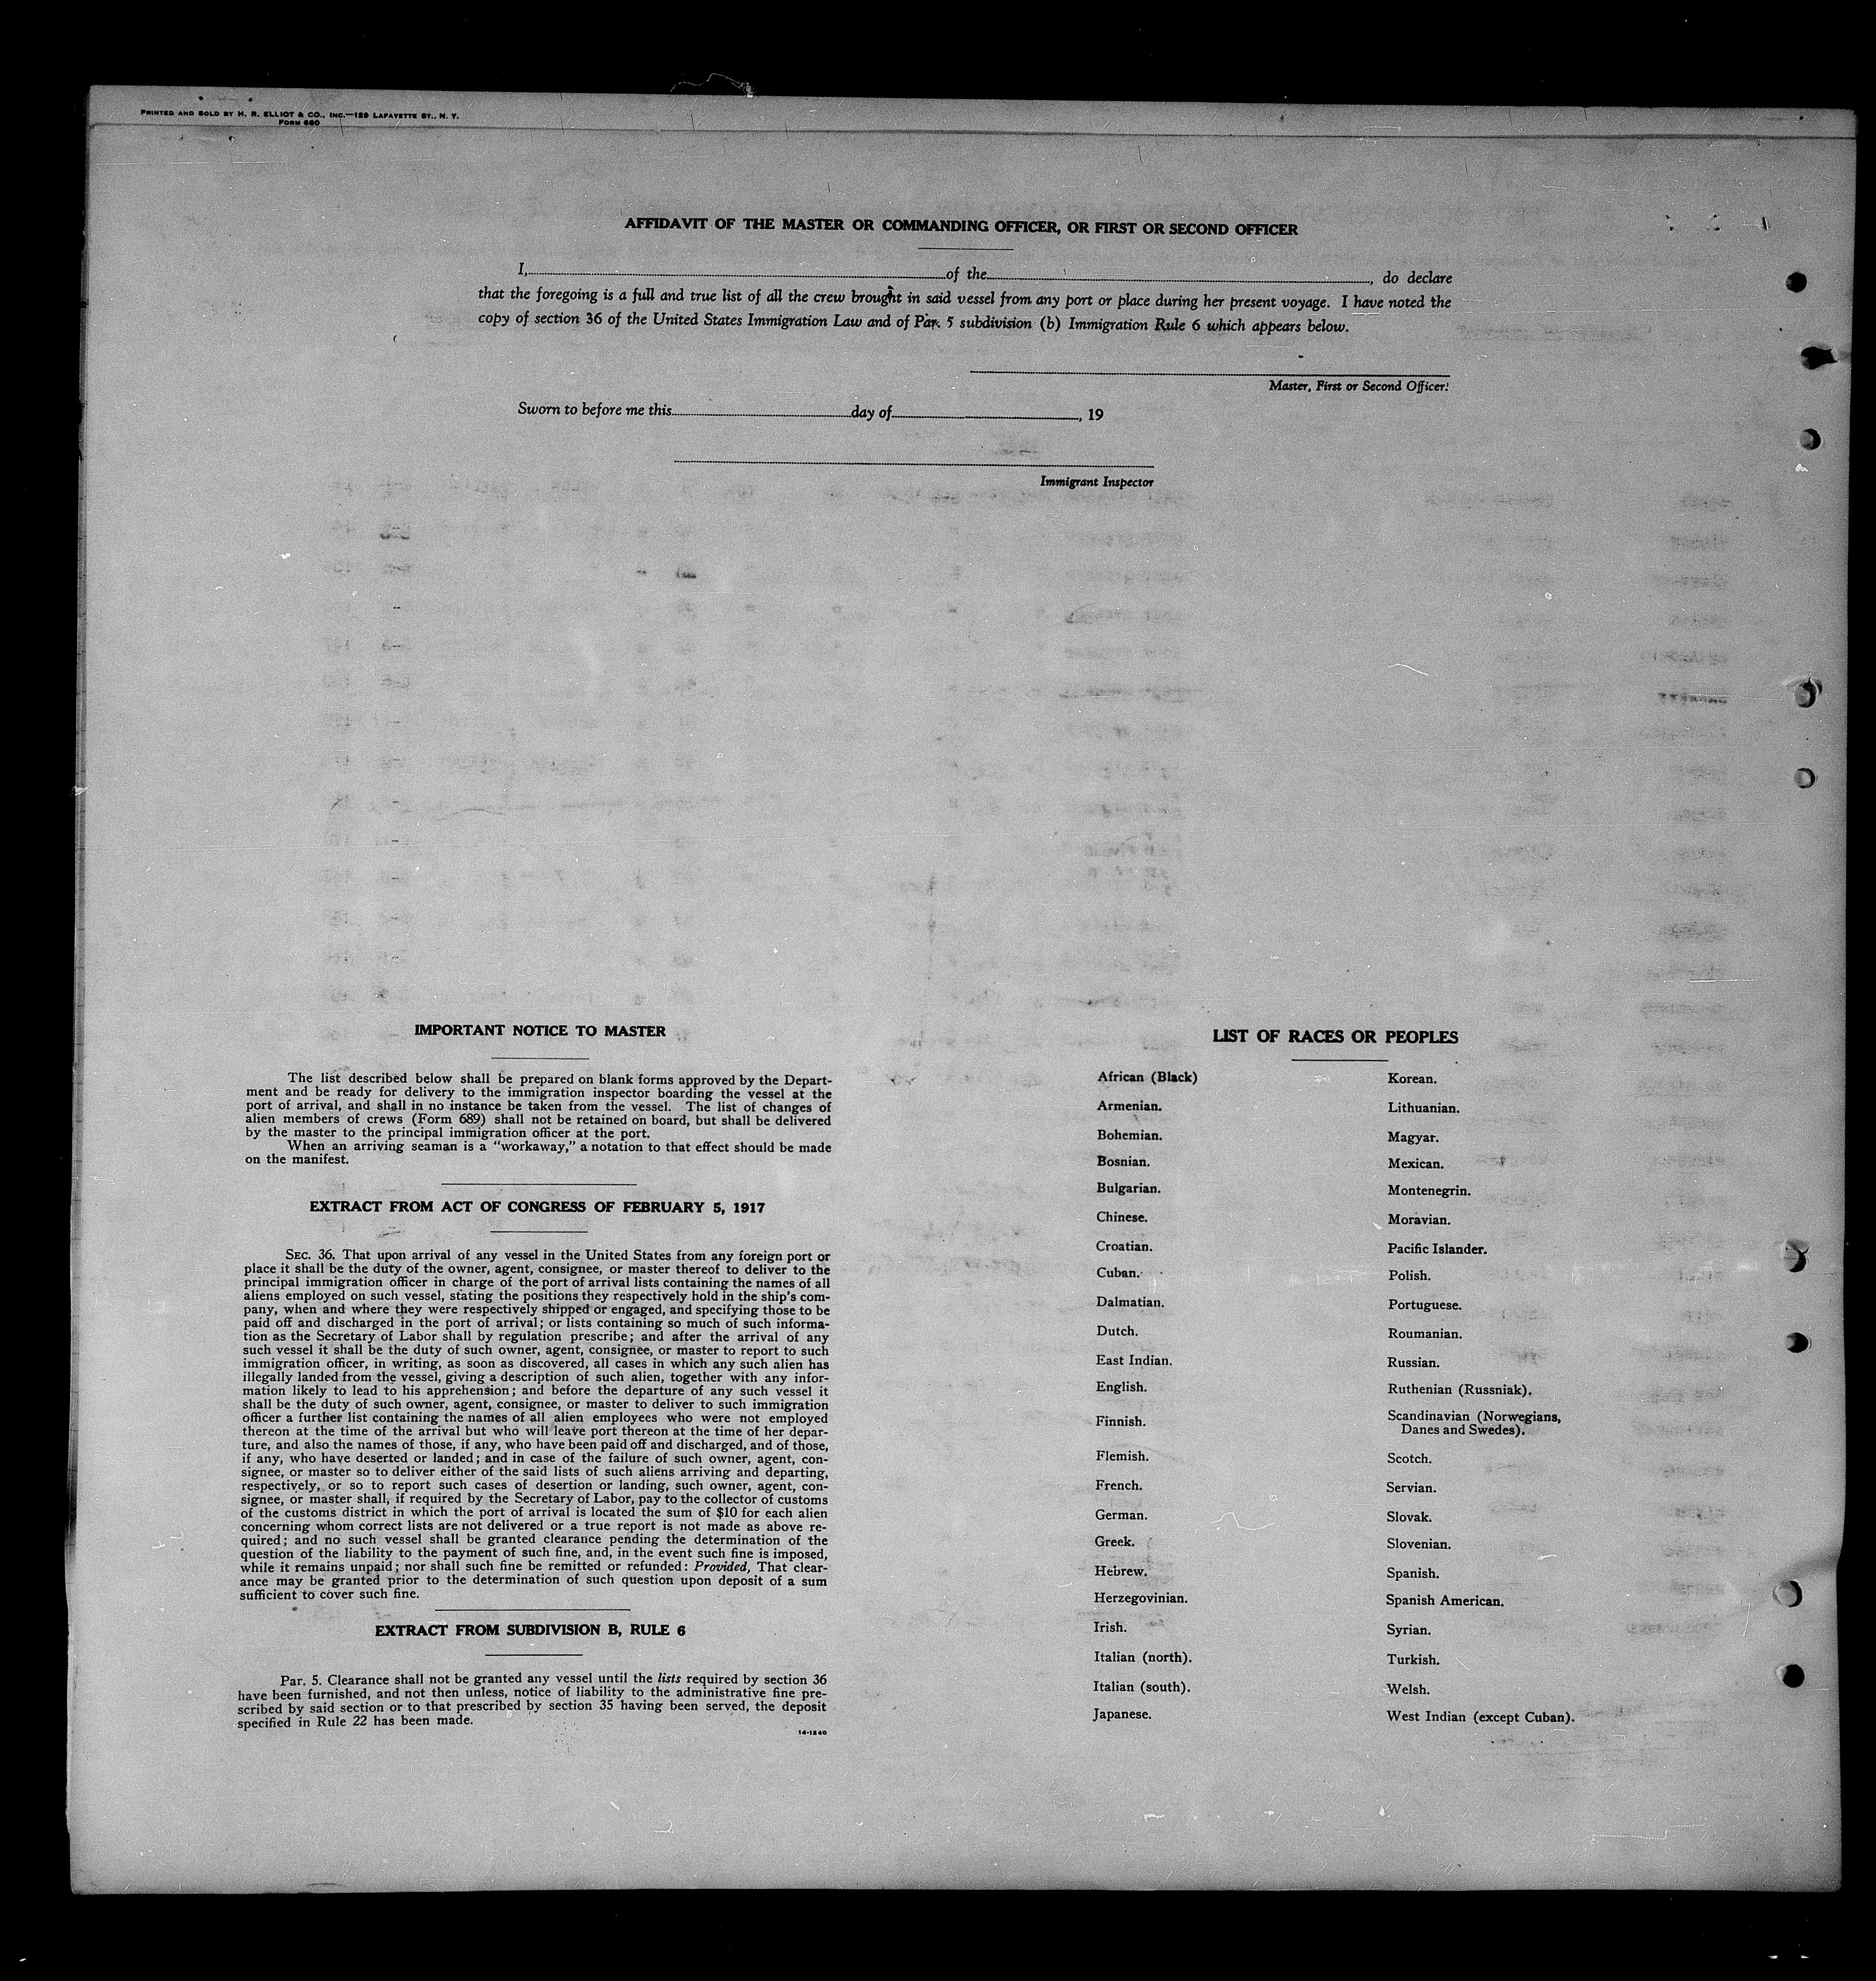 PRINTED AND SOLD BY H. R. ELLIOT & CO., INC.—129 LAFAYETTE ST., N. Y.
FORM 680
AFFIDAVIT OF THE MASTER OR COMMANDING OFFICER, OR FIRST OR SECOND OFFICER
I, of the , do declare
that the foregoing is a full and true list of all the crew brought in said vessel from any port or place during her present voyage. I have noted the
copy of section 36 of the United States Immigration Law and of Par. 5 subdivision (b) Immigration Rule 6 which appears below.
Master, First or Second Officer.
Sworn to before me this day of , 19
Immigrant Inspector
IMPORTANT NOTICE TO MASTER
The list described below shall be prepared on blank forms approved by the Depart-
ment and be ready for delivery to the immigration inspector boarding the vessel at the
port of arrival, and shall in no instance be taken from the vessel. The list of changes of
alien members of crews (Form 689) shall not be retained on board, but shall be delivered
by the master to the principal immigration officer at the port.
When an arriving seaman is a “workaway,” a notation to that effect should be made
on the manifest.
EXTRACT FROM ACT OF CONGRESS OF FEBRUARY 5, 1917
SEC. 36. That upon arrival of any vessel in the United States from any foreign port or
place it shall be the duty of the owner, agent, consignee, or master thereof to deliver to the
principal immigration officer in charge of the port of arrival lists containing the names of all
aliens employed on such vessel, stating the positions they respectively hold in the ship's com-
pany, when and where they were respectively shipped or engaged, and specifying those to be
paid off and discharged in the port of arrival; or lists containing so much of such informa-
tion as the Secretary of Labor shall by regulation prescribe; and after the arrival of any
such vessel it shall be the duty of such owner, agent, consignee, or master to report to such
immigration officer, in writing, as soon as discovered, all cases in which any such alien has
illegally landed from the vessel, giving a description of such alien, together with any infor-
mation likely to lead to his apprehension; and before the departure of any such vessel it
shall be the duty of such owner, agent, consignee, or master to deliver to such immigration
officer a further list containing the names of all alien employees who were not employed
thereon at the time of the arrival but who will leave port thereon at the time of her depar-
ture, and also the names of those, if any, who have been paid off and discharged, and of those,
if any, who have deserted or landed; and in case of the failure of such owner, agent, con-
signee, or master so to deliver either of the said lists of such aliens arriving and departing,
respectively, or so to report such cases of desertion or landing, such owner, agent, con-
signee, or master shall, if required by the Secretary of Labor, pay to the collector of customs
of the customs district in which the port of arrival is located the sum of $10 for each alien
concerning whom correct lists are not delivered or a true report is not made as above re-
quired; and no such vessel shall be granted clearance pending the determination of the
question of the liability to the payment of such fine, and, in the event such fine is imposed,
while it remains unpaid; nor shall such fine be remitted or refunded: Provided, That clear-
ance may be granted prior to the determination of such question upon deposit of a sum
sufficient to cover such fine.
EXTRACT FROM SUBDIVISION B, RULE 6
Par. 5. Clearance shall not be granted any vessel until the lists required by section 36
have been furnished, and not then unless, notice of liability to the administrative fine pre-
scribed by said section or to that prescribed by section 35 having been served, the deposit
specified in Rule 22 has been made.
14-1240
LIST OF RACES OR PEOPLES
African (Black)
Armenian.
Bohemian.
Bosnian.
Bulgarian.
Chinese.
Croatian.
Cuban.
Dalmatian.
Dutch.
East Indian.
English.
Finnish.
Flemish.
French.
German.
Greek.
Hebrew.
Herzegovinian.
Irish.
Italian (north).
Italian (south).
Japanese.
Korean.
Lithuanian.
Magyar.
Mexican.
Montenegrin.
Moravian.
Pacific Islander.
Polish.
Portuguese.
Roumanian.
Russian.
Ruthenian (Russniak).
Scandinavian (Norwegians,
Danes and Swedes).
Scotch.
Servian.
Slovak.
Slovenian.
Spanish.
Spanish American.
Syrian.
Turkish.
Welsh.
West Indian (except Cuban).